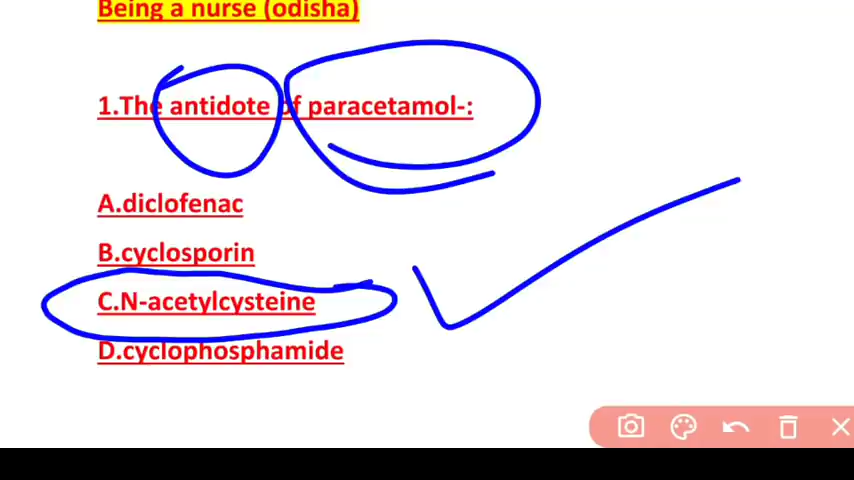 Being a nurse (odisha)
1.The antidote of paracetamol-:
A.diclofenac
B.cyclosporin
C.N-acetylcysteine
D.cyclophosphamide